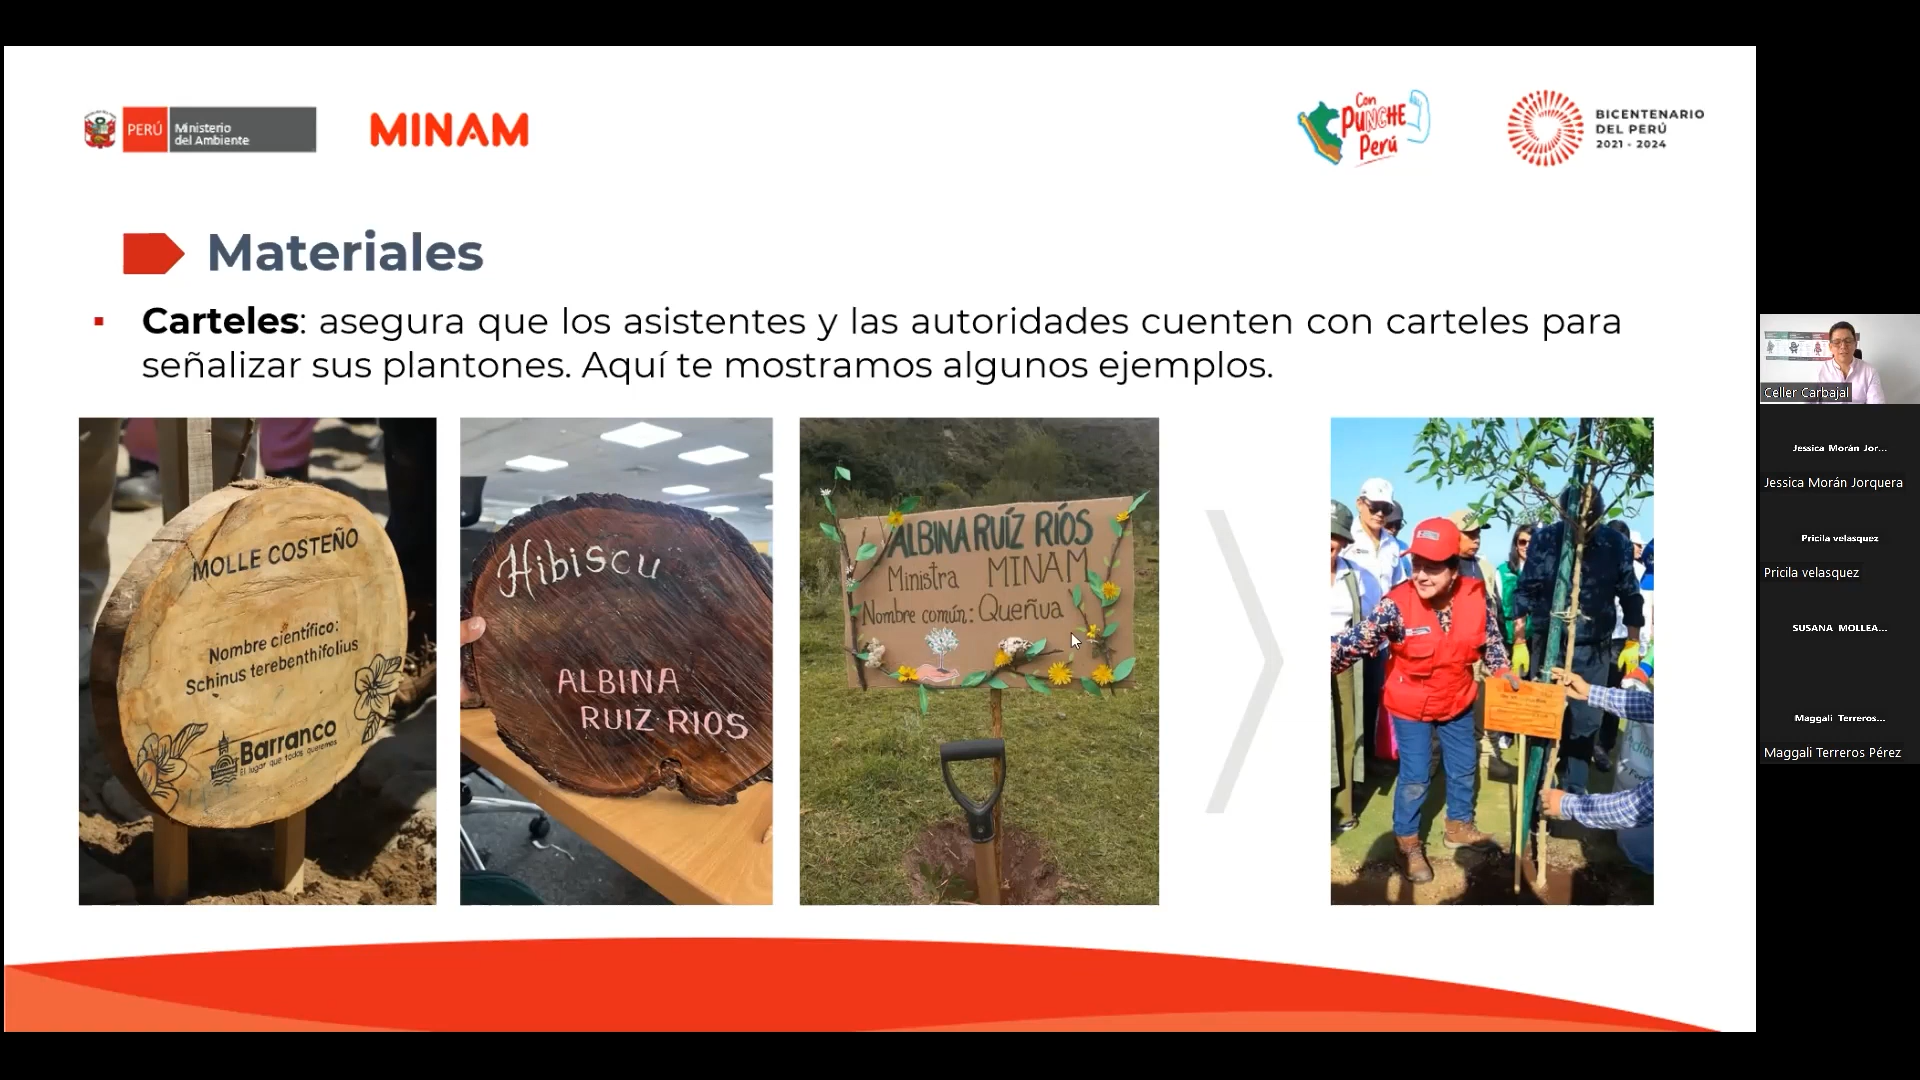 PERÚ
Ministerio
del Ambiente
MINAM
Con
PUNCHE
Perú
BICENTENARIO
DEL PERÚ
2021 - 2024
Materiales
Carteles: asegura que los asistentes y las autoridades cuenten con carteles para
señalizar sus plantones. Aquí te mostramos algunos ejemplos.
MOLLE COSTEÑO
Nombre científico:
Schinus terebenthifolius
Barranco
El lugar que todos queremos
Hibiscu
ALBINA
RUIZ RIOS
ALBINA RUÍZ RÍOS
Ministra MINAM
Nombre común: Queñua
Celler Carbajal
Jessica Morán Jor...
Jessica Morán Jorquera
Pricila velasquez
Pricila velasquez
SUSANA MOLLEA...
Maggali Terreros...
Maggali Terreros Pérez